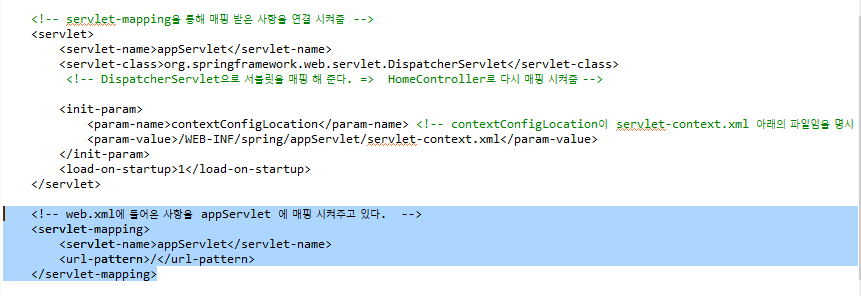 <!-- servlet-mapping을 통해 매핑 받은 사항을 연결 시켜줌 -->
<servlet>
<servlet-name>appServlet</servlet-name>
<servlet-class>org.springframework.web.servlet.DispatcherServlet</servlet-class>
<!-- DispatcherServlet으로 서블릿을 매핑 해 준다. => HomeController로 다시 매핑 시켜줌 -->
<init-param>
<param-name>contextConfigLocation</param-name> <!-- contextConfigLocation이 servlet-context.xml 아래의 파일임을 명시
<param-value>/WEB-INF/spring/appServlet/servlet-context.xml</param-value>
</init-param>
<load-on-startup>1</load-on-startup>
</servlet>
<!-- web.xml에 들어온 사항을 appServlet 에 매핑 시켜주고 있다. -->
<servlet-mapping>
<servlet-name>appServlet</servlet-name>
<url-pattern>/</url-pattern>
</servlet-mapping>